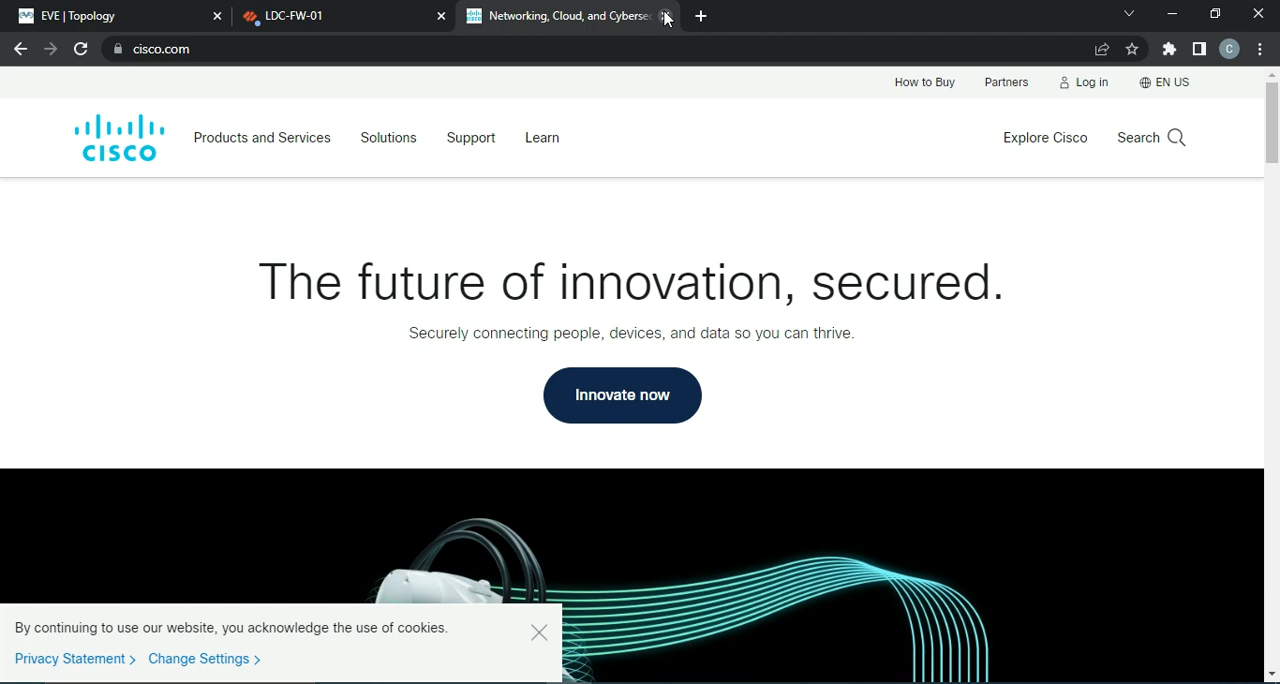 EVE | Topology
LDC-FW-01
Networking, Cloud, and Cyberse
cisco.com
C
How to Buy
Partners
Log in
EN US
CISCO
Products and Services
Solutions
Support
Learn
Explore Cisco
Search
The future of innovation, secured.
Securely connecting people, devices, and data so you can thrive.
Innovate now
By continuing to use our website, you acknowledge the use of cookies.
Privacy Statement >
Change Settings >